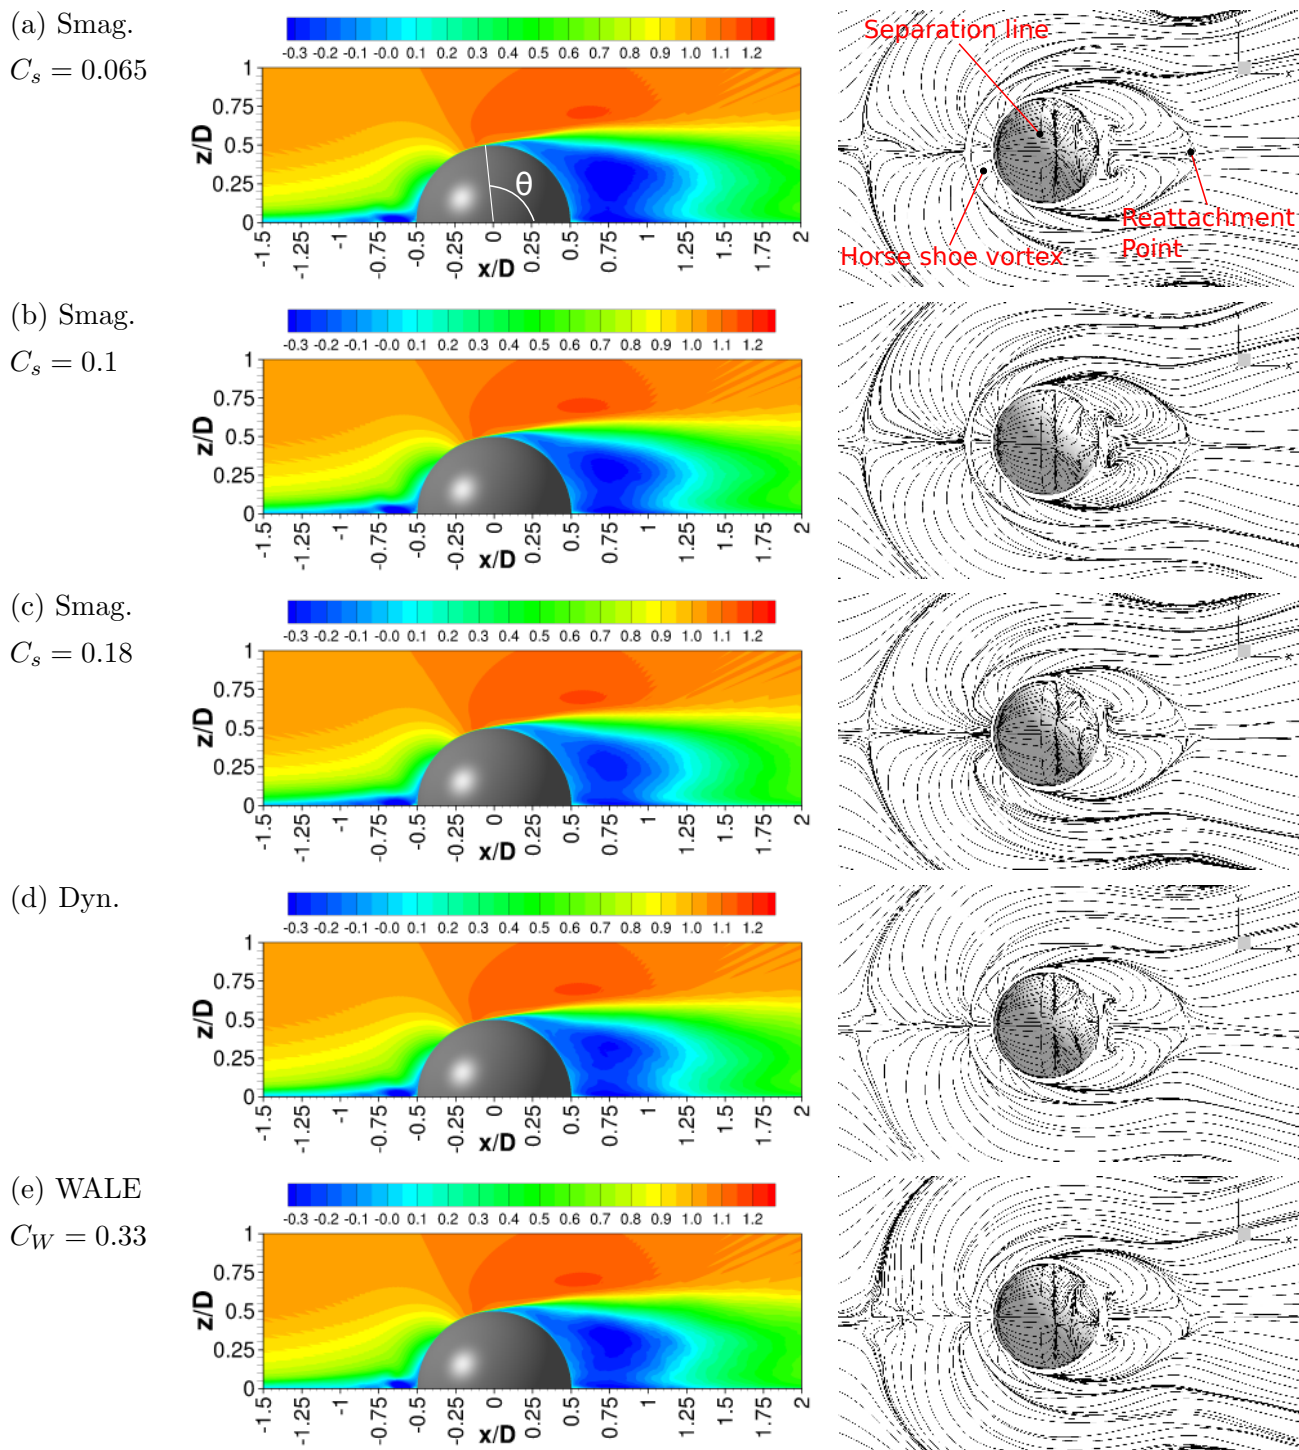 (a) Smag.
C_s = 0.065
-0.3 -0.2 -0.1 -0.0 0.1 0.2 0.3 0.4 0.5 0.6 0.7 0.8 0.9 1.0 1.1 1.2
z/D
1
0.75
0.5
0.25
0
θ
-1.5 -1.25 -1 -0.75 -0.5 -0.25 0 0.25 0.5 0.75 1 1.25 1.5 1.75 2
x/D
Separation line
Horse shoe vortex
Reattachment
Point
Y
X
(b) Smag.
C_s = 0.1
-0.3 -0.2 -0.1 -0.0 0.1 0.2 0.3 0.4 0.5 0.6 0.7 0.8 0.9 1.0 1.1 1.2
z/D
1
0.75
0.5
0.25
0
-1.5 -1.25 -1 -0.75 -0.5 -0.25 0 0.25 0.5 0.75 1 1.25 1.5 1.75 2
x/D
Y
X
(c) Smag.
C_s = 0.18
-0.3 -0.2 -0.1 -0.0 0.1 0.2 0.3 0.4 0.5 0.6 0.7 0.8 0.9 1.0 1.1 1.2
z/D
1
0.75
0.5
0.25
0
-1.5 -1.25 -1 -0.75 -0.5 -0.25 0 0.25 0.5 0.75 1 1.25 1.5 1.75 2
x/D
Y
X
(d) Dyn.
-0.3 -0.2 -0.1 -0.0 0.1 0.2 0.3 0.4 0.5 0.6 0.7 0.8 0.9 1.0 1.1 1.2
z/D
1
0.75
0.5
0.25
0
-1.5 -1.25 -1 -0.75 -0.5 -0.25 0 0.25 0.5 0.75 1 1.25 1.5 1.75 2
x/D
Y
X
(e) WALE
C_W = 0.33
-0.3 -0.2 -0.1 -0.0 0.1 0.2 0.3 0.4 0.5 0.6 0.7 0.8 0.9 1.0 1.1 1.2
z/D
1
0.75
0.5
0.25
0
-1.5 -1.25 -1 -0.75 -0.5 -0.25 0 0.25 0.5 0.75 1 1.25 1.5 1.75 2
x/D
Y
X